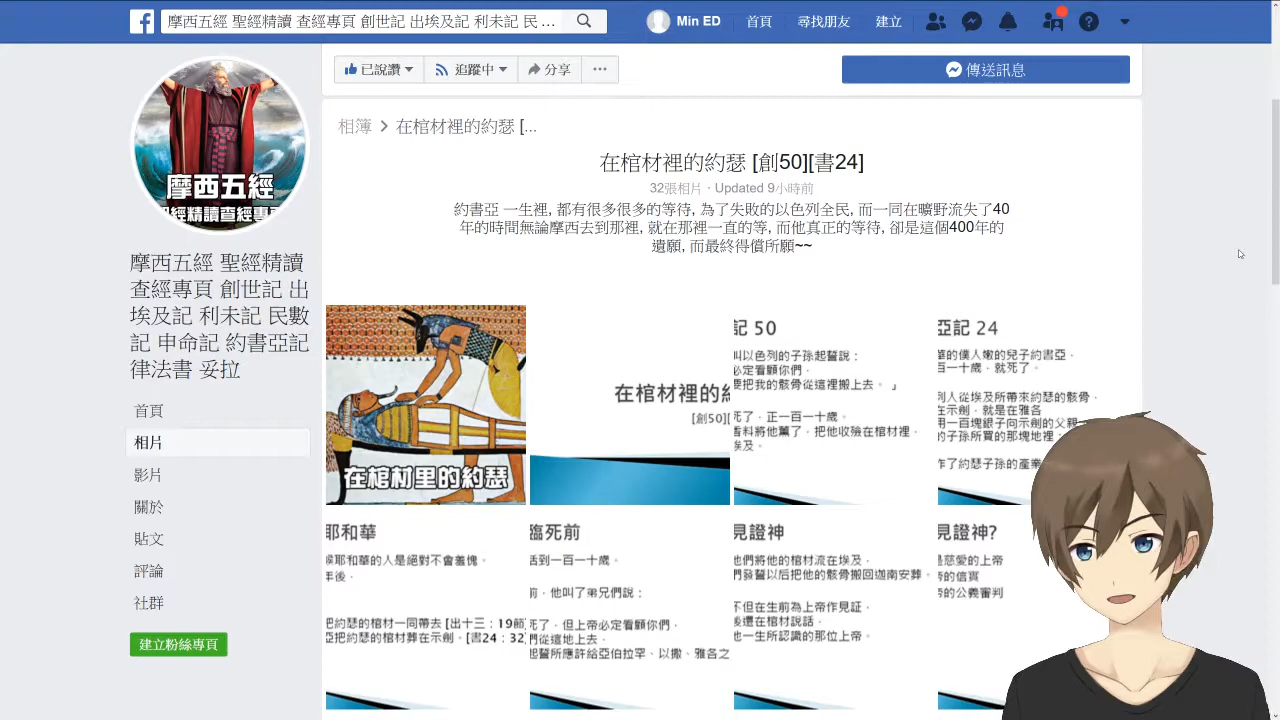 摩西五經 聖經精讀 查經專頁 創世記 出埃及記 利未記 民...
Min ED
首頁
尋找朋友
建立
已說讚
追蹤中
分享
傳送訊息
摩西五經
聖經精讀查經專頁
摩西五經 聖經精讀
查經專頁 創世記 出
埃及記 利未記 民數
記 申命記 約書亞記
律法書 妥拉
首頁
相片
影片
關於
貼文
評論
社群
建立粉絲專頁
相簿
在棺材裡的約瑟 [...
在棺材裡的約瑟 [創50][書24]
32張相片 · Updated 9小時前
約書亞 一生裡, 都有很多很多的等待, 為了失敗的以色列全民, 而一同在曠野流失了40
年的時間無論摩西去到那裡, 就在那裡一直的等, 而他真正的等待, 卻是這個400年的
遺願, 而最終得償所願~~
在棺材里的約瑟
在棺材裡的約
[創50][
記 50
叫以色列的子孫起誓說：
必定看顧你們，
要把我的骸骨從這裡搬上去。』
死了，正一百一十歲。
香料將他薰了，把他收殮在棺材裡，
埃及。
亞記 24
華的僕人嫩的兒子約書亞，
百一十歲，就死了。
列人從埃及所帶來約瑟的骸骨，
在示劍，就是在雅各
用一百塊銀子向示劍的父親、
的子孫所買的那塊地裡，
作了約瑟子孫的產業
耶和華
候耶和華的人是絕對不會羞愧。
年後，
把約瑟的棺材一同帶去 [出十三：19節]
亞把約瑟的棺材葬在示劍。[書24：32]
臨死前
活到一百一十歲。
前，他叫了弟兄們說：
死了，但上帝必定看顧你們，
們從這地上去。
起誓所應許給亞伯拉罕、以撒、雅各之
見證神
他們將他的棺材流在埃及，
們發誓以后把他的骸骨搬回迦南安葬。
不但在生前為上帝作見証，
後還在棺材說話，
他一生所認識的那位上帝。
見證神?
是慈愛的上帝
帝的信實
帝的公義審判